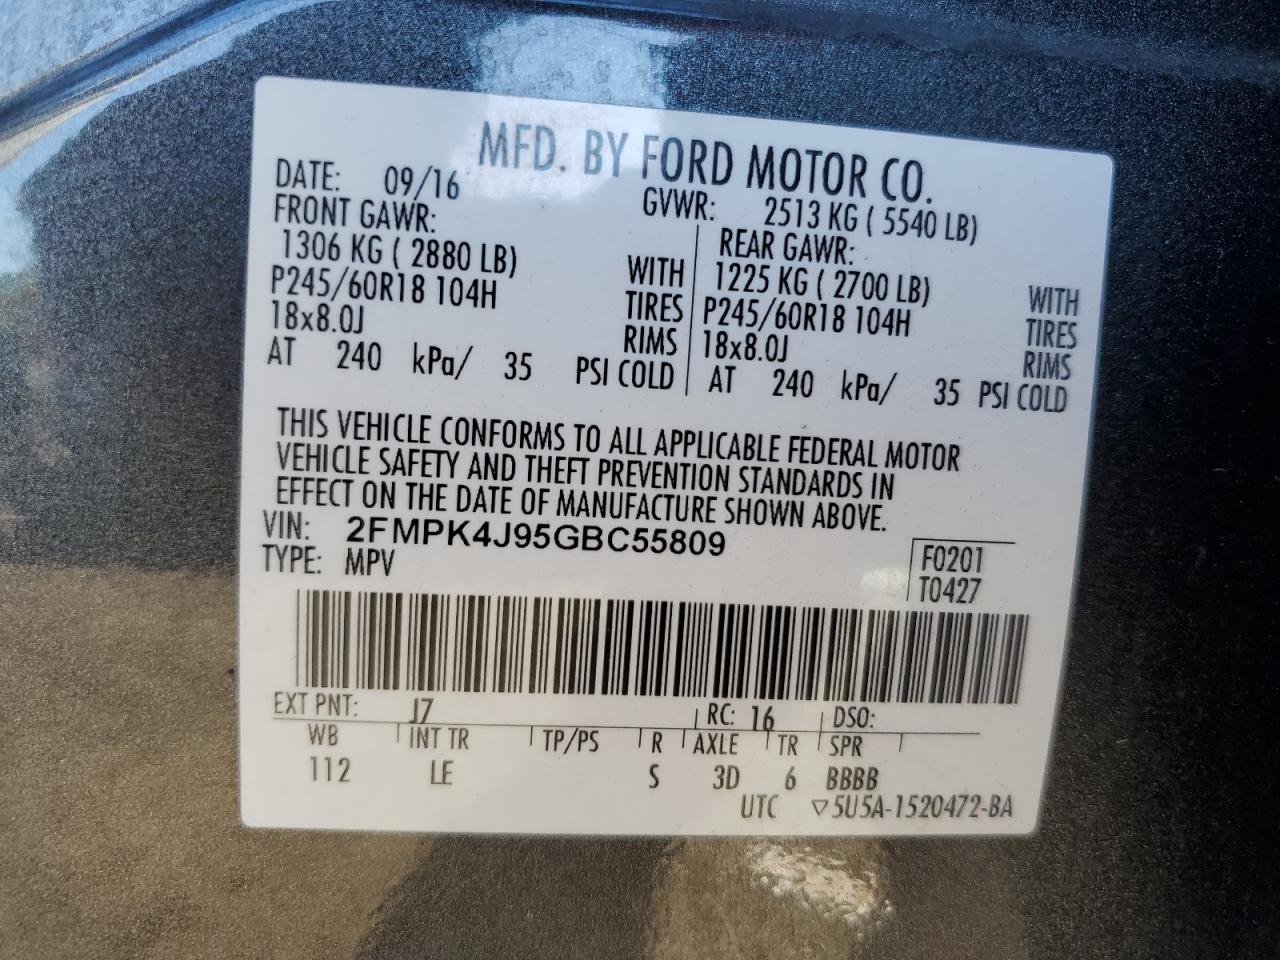 MFD. BY FORD MOTOR CO.
DATE: 09/16 GVWR: 2513 KG ( 5540 LB)
FRONT GAWR: REAR GAWR:
1306 KG ( 2880 LB) WITH 1225 KG ( 2700 LB) WITH
P245/60R18 104H TIRES P245/60R18 104H TIRES
18x8.0J RIMS 18x8.0J RIMS
AT 240 kPa/ 35 PSI COLD AT 240 kPa/ 35 PSI COLD
THIS VEHICLE CONFORMS TO ALL APPLICABLE FEDERAL MOTOR
VEHICLE SAFETY AND THEFT PREVENTION STANDARDS IN
EFFECT ON THE DATE OF MANUFACTURE SHOWN ABOVE.
VIN: 2FMPK4J95GBC55809
TYPE: MPV F0201
T0427
EXT PNT: J7 RC: 16 DSO:
WB INT TR TP/PS R AXLE TR SPR
112 LE S 3D 6 BBBB
UTC ▽5U5A-1520472-BA